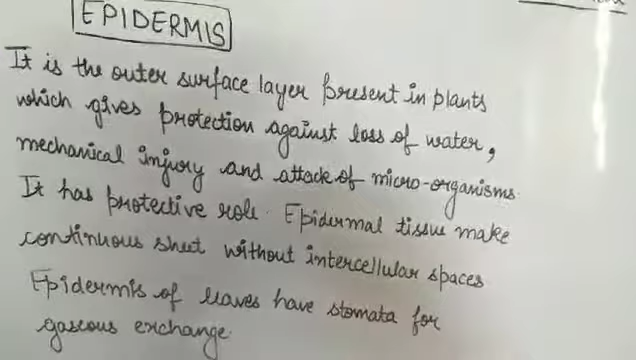 EPIDERMIS
It is the outer surface layer present in plants
which gives protection against loss of water,
mechanical injury and attack of micro-organisms.
It has protective role. Epidermal tissue make
continuous sheet without intercellular spaces
Epidermis of leaves have stomata for
gaseous exchange.